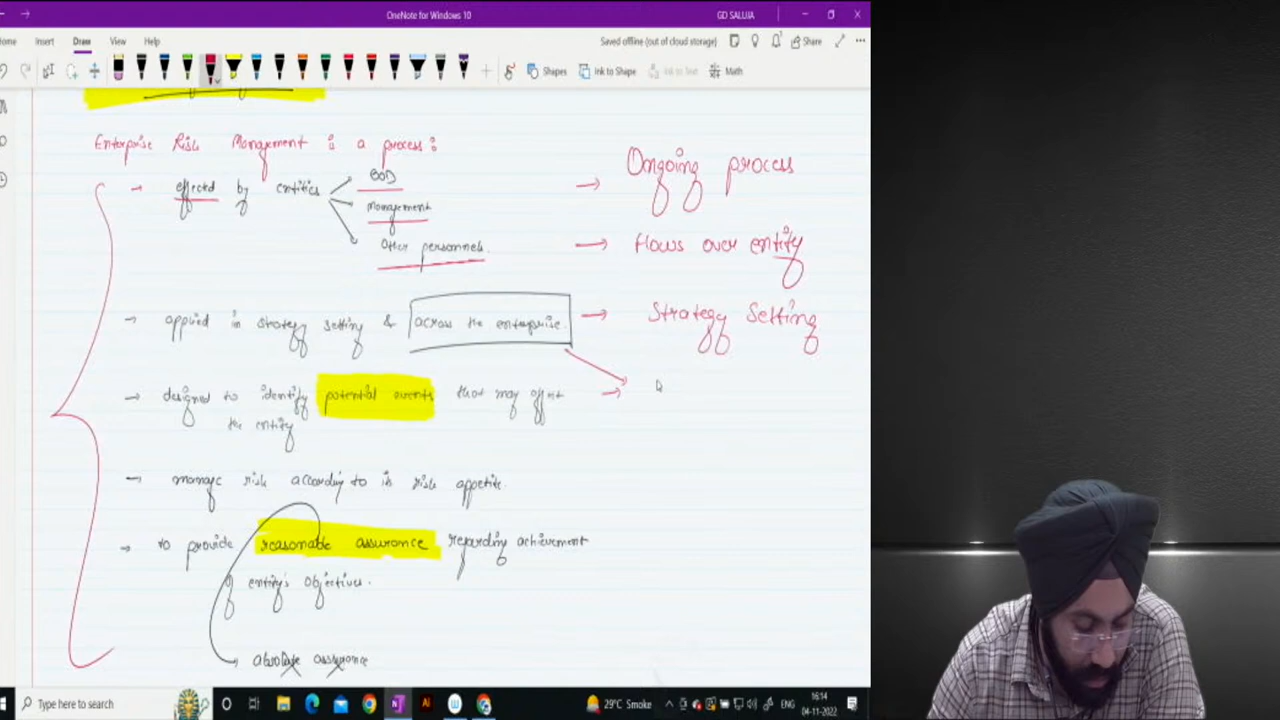 OneNote for Windows 10
GD SALUJA
Home Insert Draw View Help
Saved offline (out of cloud storage)
Share
Shapes
Ink to Shape
Ink to Text
Math
Enterprise Risk Management is a process:
→ effected by entities
BOD
Management
Other personnels.
→ Ongoing process
→ flows over entity
→ applied in strategy setting & across the enterprise.
→ Strategy Setting
→ designed to identify potential events that may affect
the entity
→ manage risk according to its risk appetite.
→ to provide reasonable assurance regarding achievement
of entity's objectives.
absolute assurance
Type here to search
29°C Smoke
ENG
16:14
04-11-2022